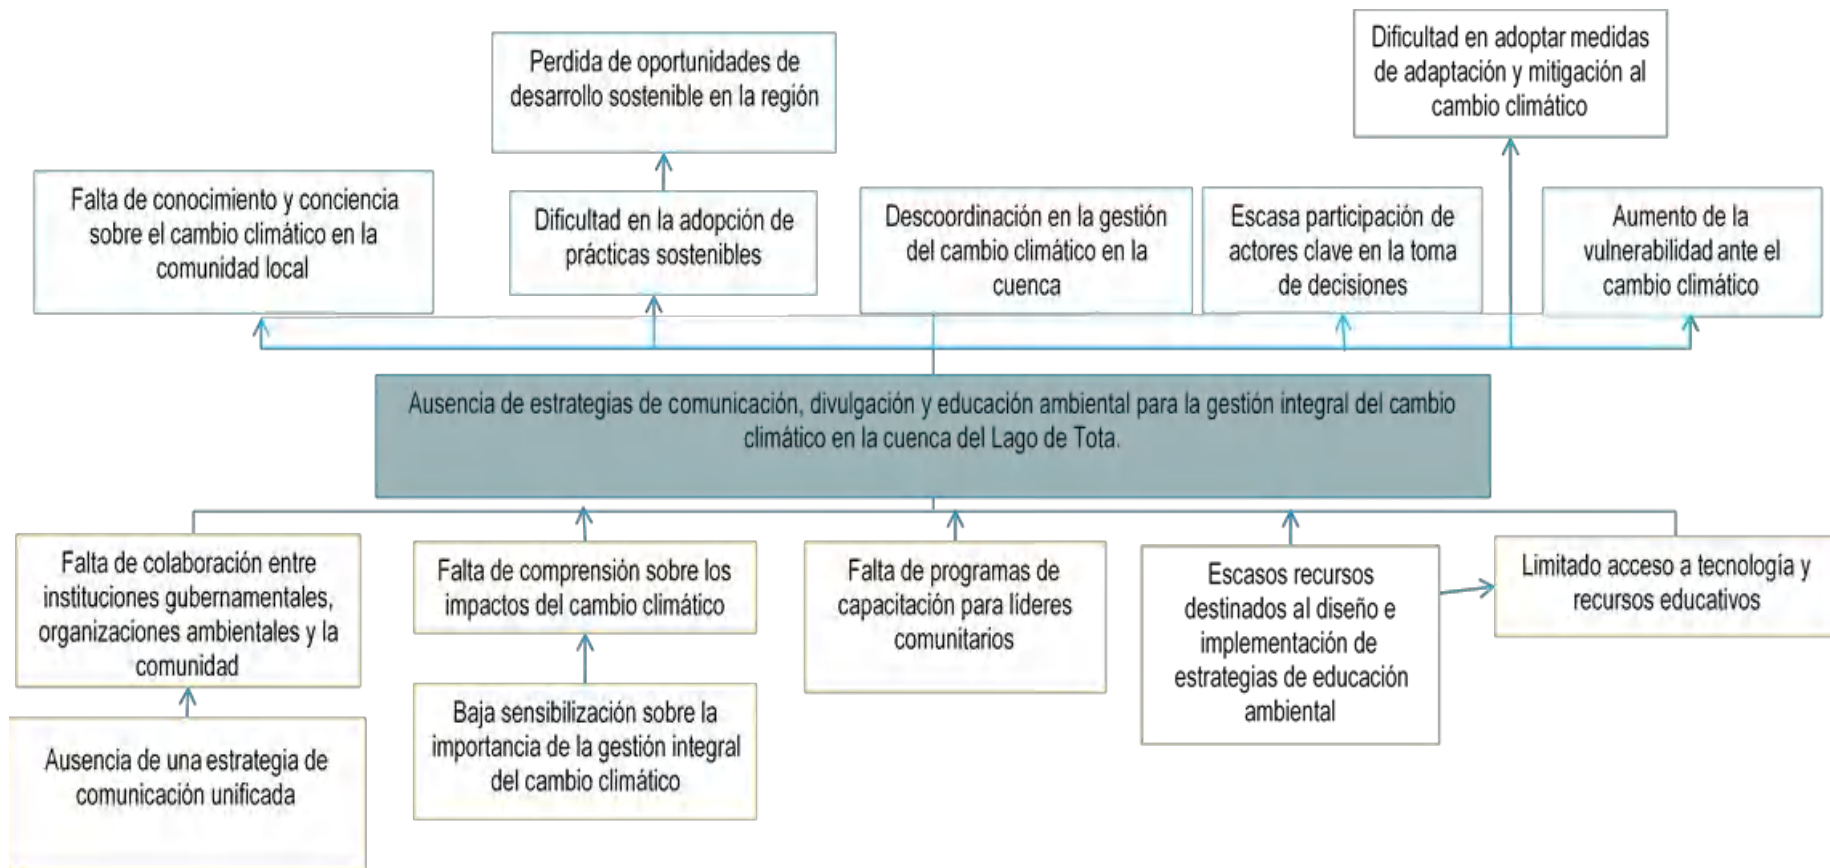 Perdida de oportunidades de
desarrollo sostenible en la región
Dificultad en adoptar medidas
de adaptación y mitigación al
cambio climático
Falta de conocimiento y conciencia
sobre el cambio climático en la
comunidad local
Dificultad en la adopción de
prácticas sostenibles
Descoordinación en la gestión
del cambio climático en la
cuenca
Escasa participación de
actores clave en la toma
de decisiones
Aumento de la
vulnerabilidad ante el
cambio climático
Ausencia de estrategias de comunicación, divulgación y educación ambiental para la gestión integral del cambio
climático en la cuenca del Lago de Tota.
Falta de colaboración entre
instituciones gubernamentales,
organizaciones ambientales y la
comunidad
Falta de comprensión sobre los
impactos del cambio climático
Falta de programas de
capacitación para líderes
comunitarios
Escasos recursos
destinados al diseño e
implementación de
estrategias de educación
ambiental
Limitado acceso a tecnología y
recursos educativos
Ausencia de una estrategia de
comunicación unificada
Baja sensibilización sobre la
importancia de la gestión integral
del cambio climático